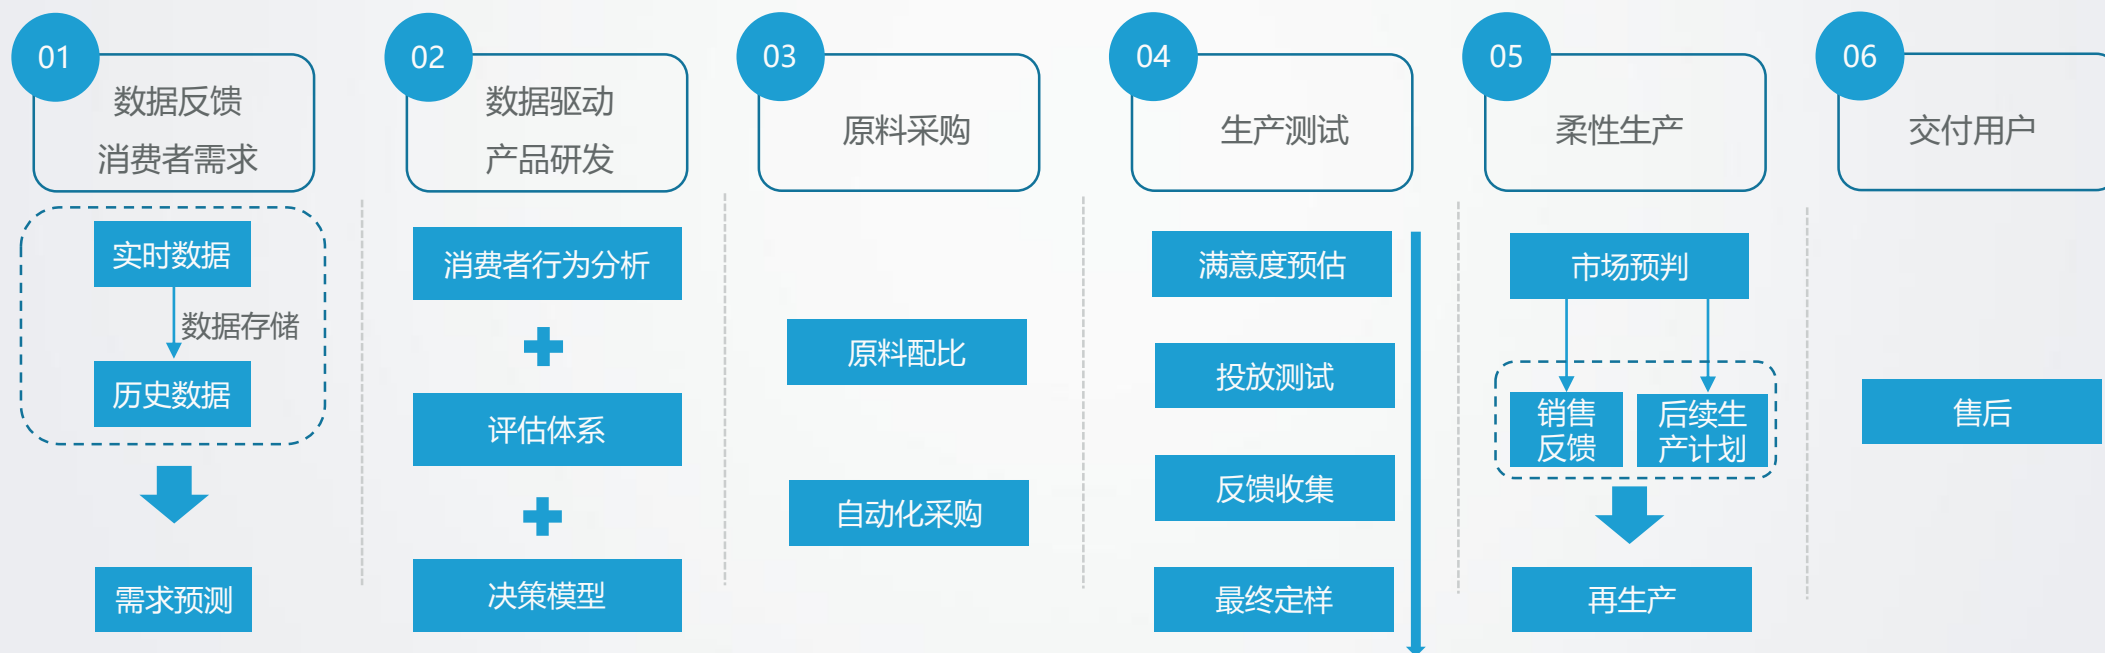 01
数据反馈
消费者需求
实时数据
数据存储
历史数据
需求预测
02
数据驱动
产品研发
消费者行为分析
评估体系
决策模型
03
原料采购
原料配比
自动化采购
04
生产测试
满意度预估
投放测试
反馈收集
最终定样
05
柔性生产
市场预判
销售
反馈
后续生
产计划
再生产
06
交付用户
售后